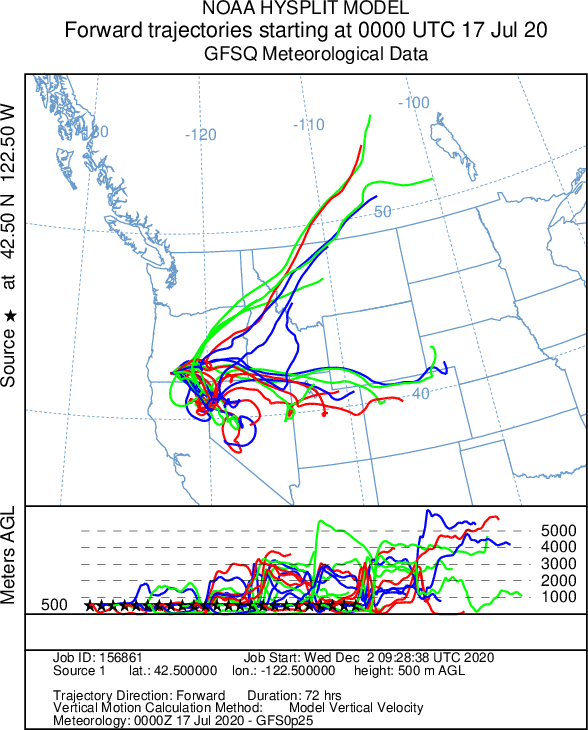 NOAA HYSPLIT MODEL
Forward trajectories starting at 0000 UTC 17 Jul 20
GFSQ Meteorological Data
Source ★ at 42.50 N 122.50 W
-120
-110
-100
50
-40
Meters AGL
500
5000
4000
3000
2000
1000
Job ID: 156861 Job Start: Wed Dec 2 09:28:38 UTC 2020
Source 1 lat.: 42.500000 lon.: -122.500000 height: 500 m AGL
Trajectory Direction: Forward Duration: 72 hrs
Vertical Motion Calculation Method: Model Vertical Velocity
Meteorology: 0000Z 17 Jul 2020 - GFS0p25